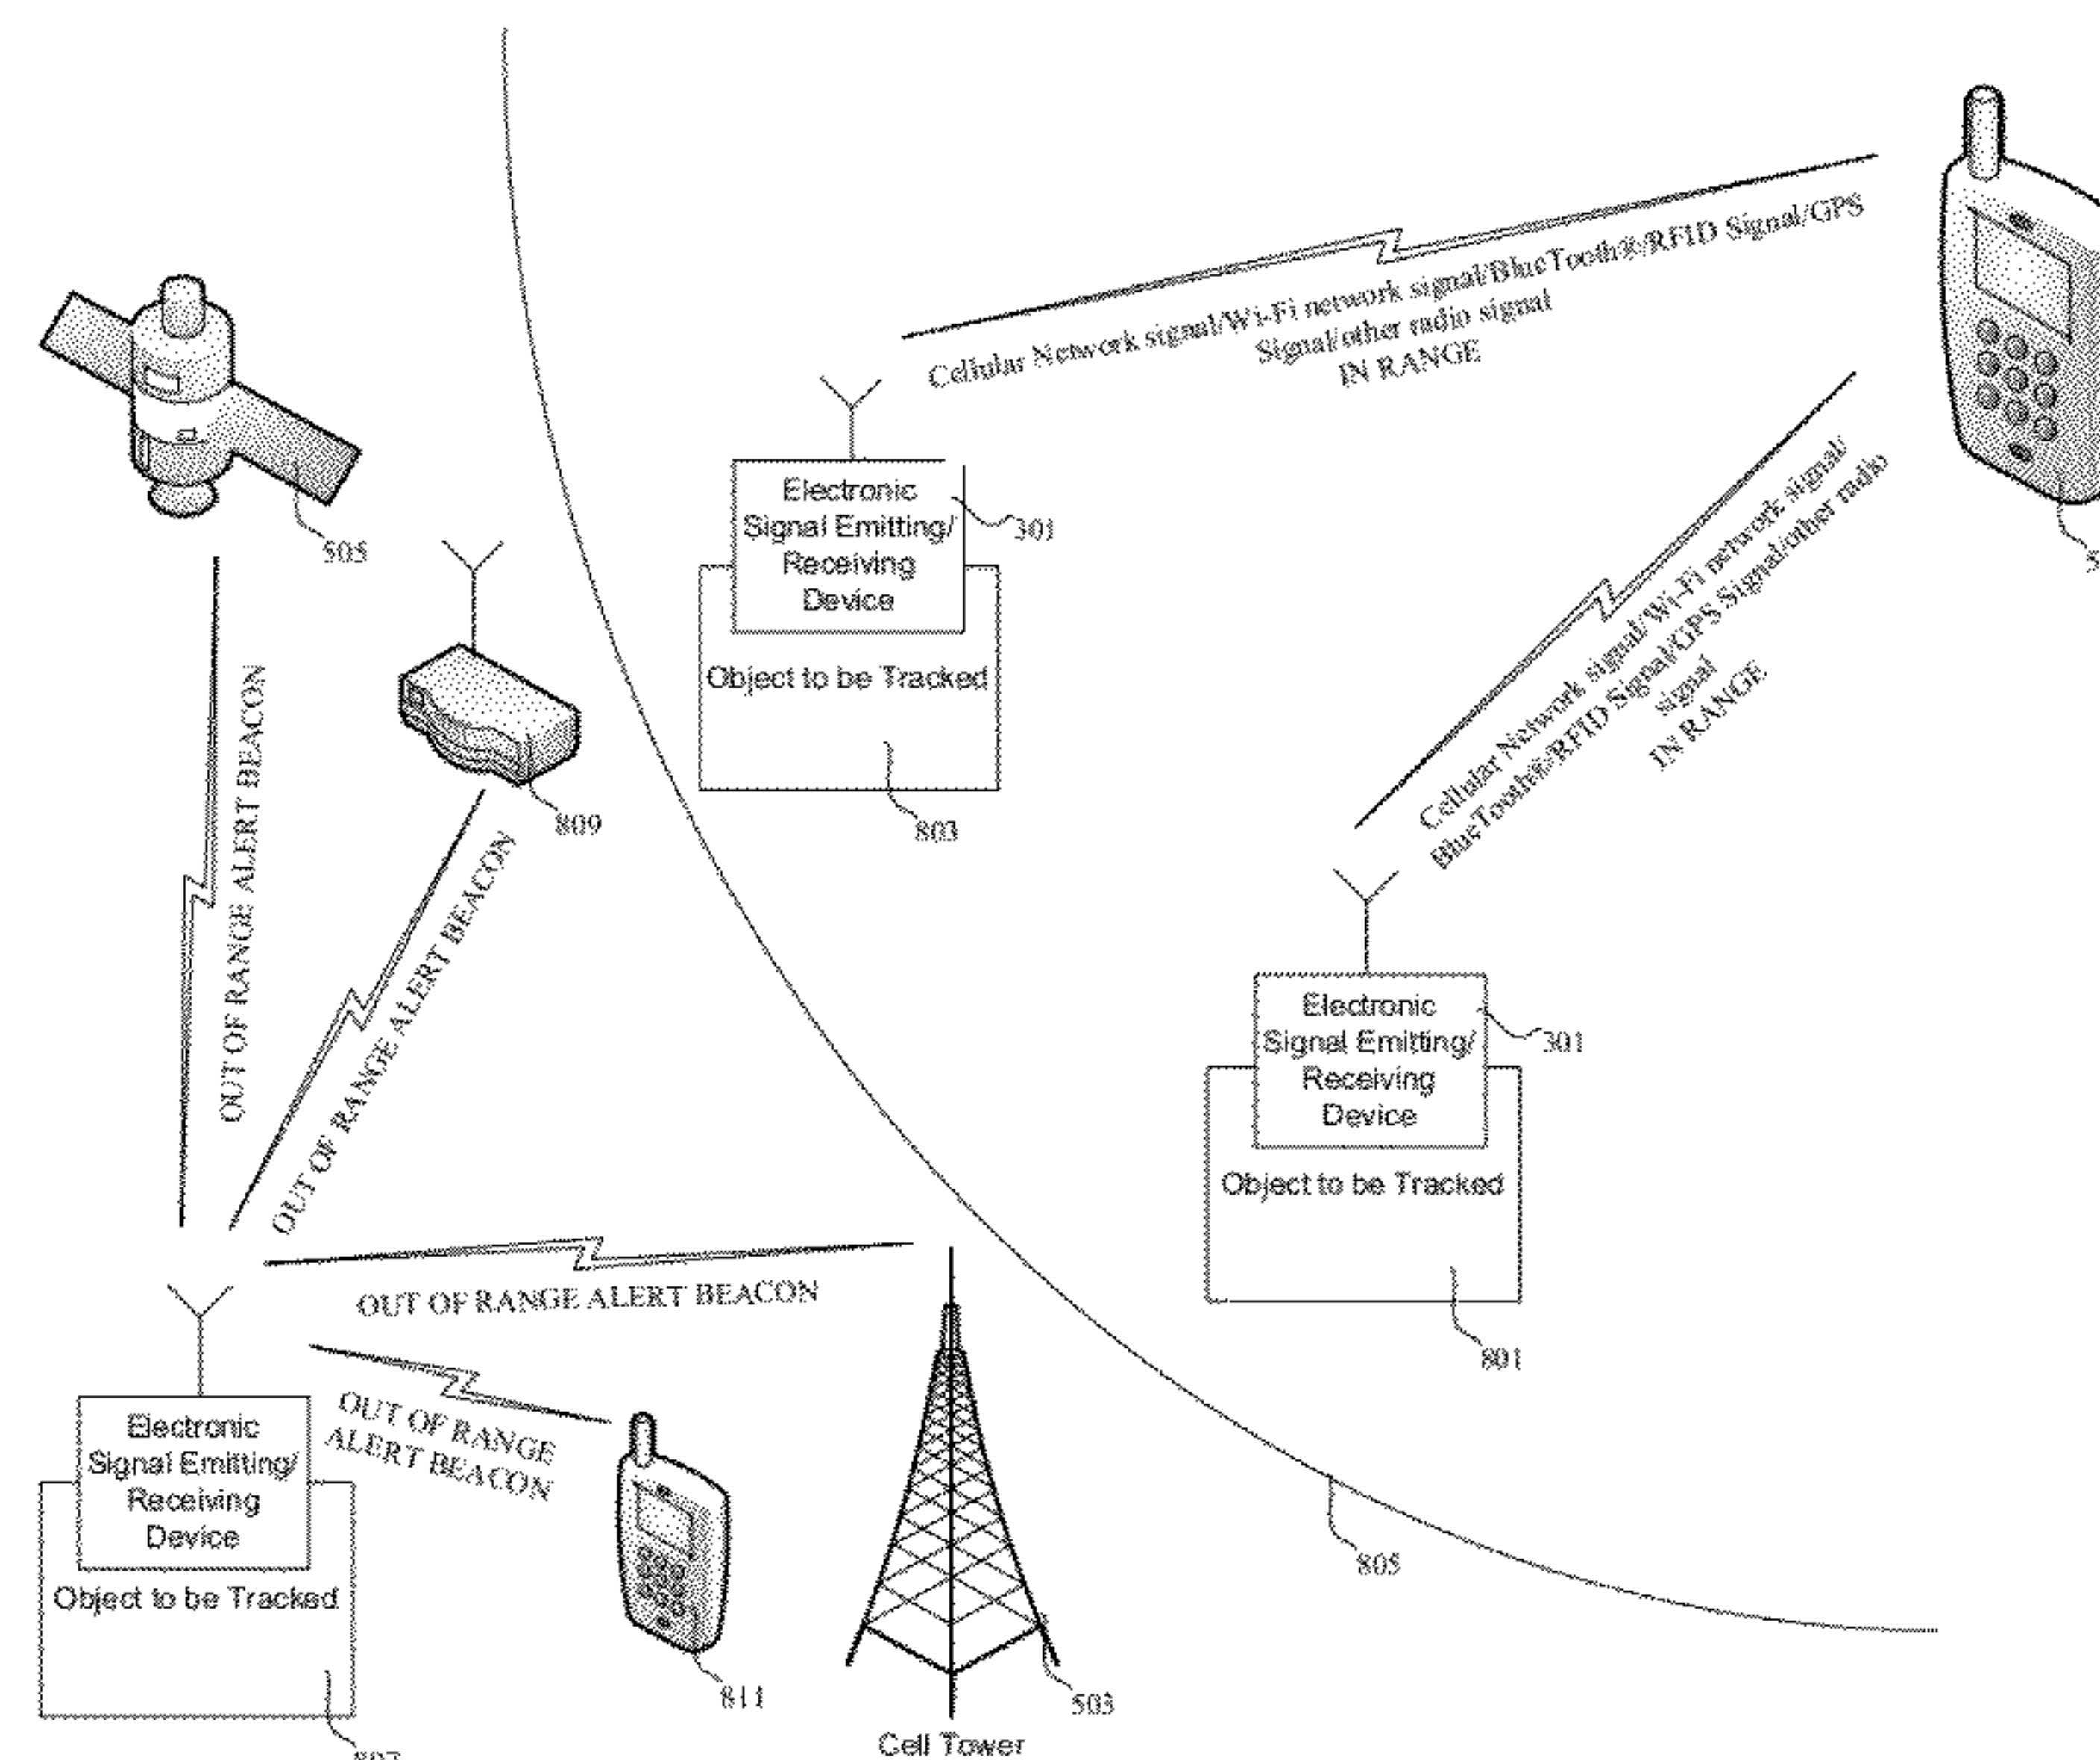 Cellular Network signal/Wi-Fi network signal/BlueTooth®/RFID Signal/GPS
Signal/other radio signal
IN RANGE
Electronic
Signal Emitting/
Receiving
Device
301
Object to be Tracked
803
505
809
OUT OF RANGE ALERT BEACON
OUT OF RANGE ALERT BEACON
Cellular Network signal/Wi-Fi network signal/
BlueTooth®/RFID Signal/GPS Signal/other radio
signal
IN RANGE
Electronic
Signal Emitting/
Receiving
Device
301
Object to be Tracked
801
OUT OF RANGE ALERT BEACON
OUT OF RANGE
ALERT BEACON
Electronic
Signal Emitting/
Receiving
Device
Object to be Tracked
811
503
Cell Tower
805